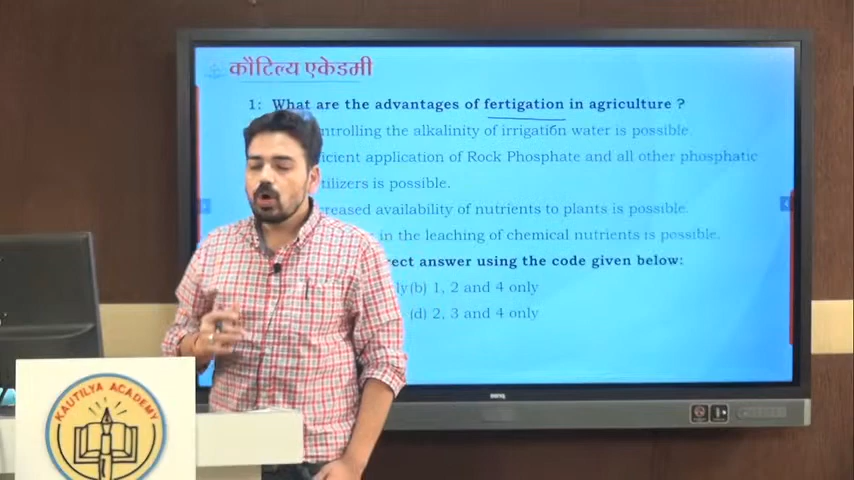 कौटिल्य एकेडमी
1: What are the advantages of fertigation in agriculture ?
ntrolling the alkalinity of irrigation water is possible.
icient application of Rock Phosphate and all other phosphatic
tilizers is possible.
creased availability of nutrients to plants is possible.
in the leaching of chemical nutrients is possible.
rect answer using the code given below:
ly (b) 1, 2 and 4 only
(d) 2, 3 and 4 only
KAUTILYA ACADEMY